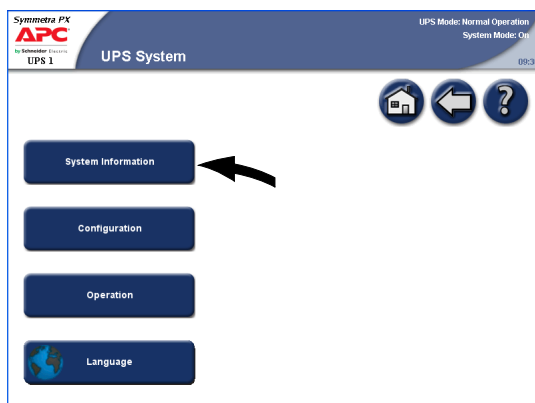 Symmetra PX
APC
by Schneider Electric
UPS 1
UPS System
UPS Mode: Normal Operation
System Mode: On
System Information
Configuration
Operation
Language